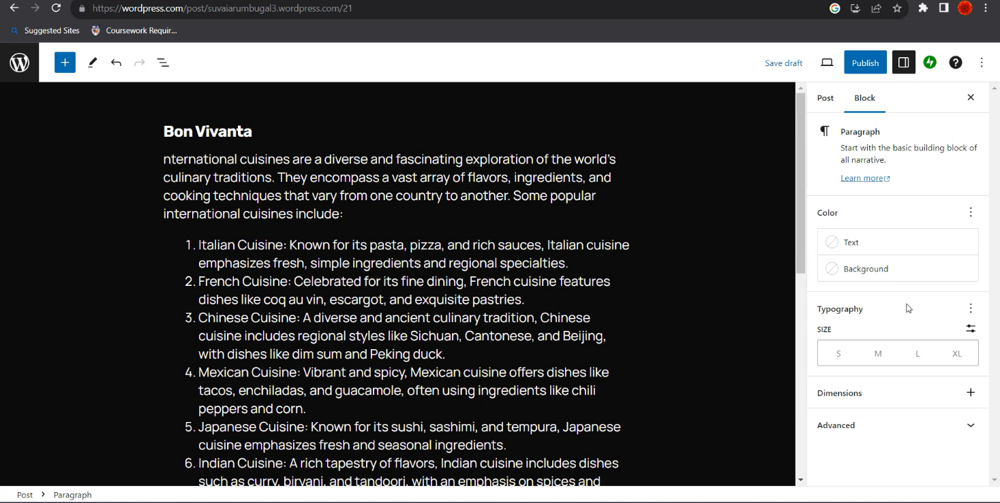 https://wordpress.com/post/suvaiarumbugal3.wordpress.com/21
Suggested Sites
Coursework Requir...
Save draft
Publish
Post
Block
Bon Vivanta
nternational cuisines are a diverse and fascinating exploration of the world's
culinary traditions. They encompass a vast array of flavors, ingredients, and
cooking techniques that vary from one country to another. Some popular
international cuisines include:
1. Italian Cuisine: Known for its pasta, pizza, and rich sauces, Italian cuisine
emphasizes fresh, simple ingredients and regional specialties.
2. French Cuisine: Celebrated for its fine dining, French cuisine features
dishes like coq au vin, escargot, and exquisite pastries.
3. Chinese Cuisine: A diverse and ancient culinary tradition, Chinese
cuisine includes regional styles like Sichuan, Cantonese, and Beijing,
with dishes like dim sum and Peking duck.
4. Mexican Cuisine: Vibrant and spicy, Mexican cuisine offers dishes like
tacos, enchiladas, and guacamole, often using ingredients like chili
peppers and corn.
5. Japanese Cuisine: Known for its sushi, sashimi, and tempura, Japanese
cuisine emphasizes fresh and seasonal ingredients.
6. Indian Cuisine: A rich tapestry of flavors, Indian cuisine includes dishes
such as curry, biryani, and tandoori, with an emphasis on spices and
Paragraph
Start with the basic building block of
all narrative.
Learn more
Color
Text
Background
Typography
SIZE
S M L XL
Dimensions
Advanced
Post > Paragraph